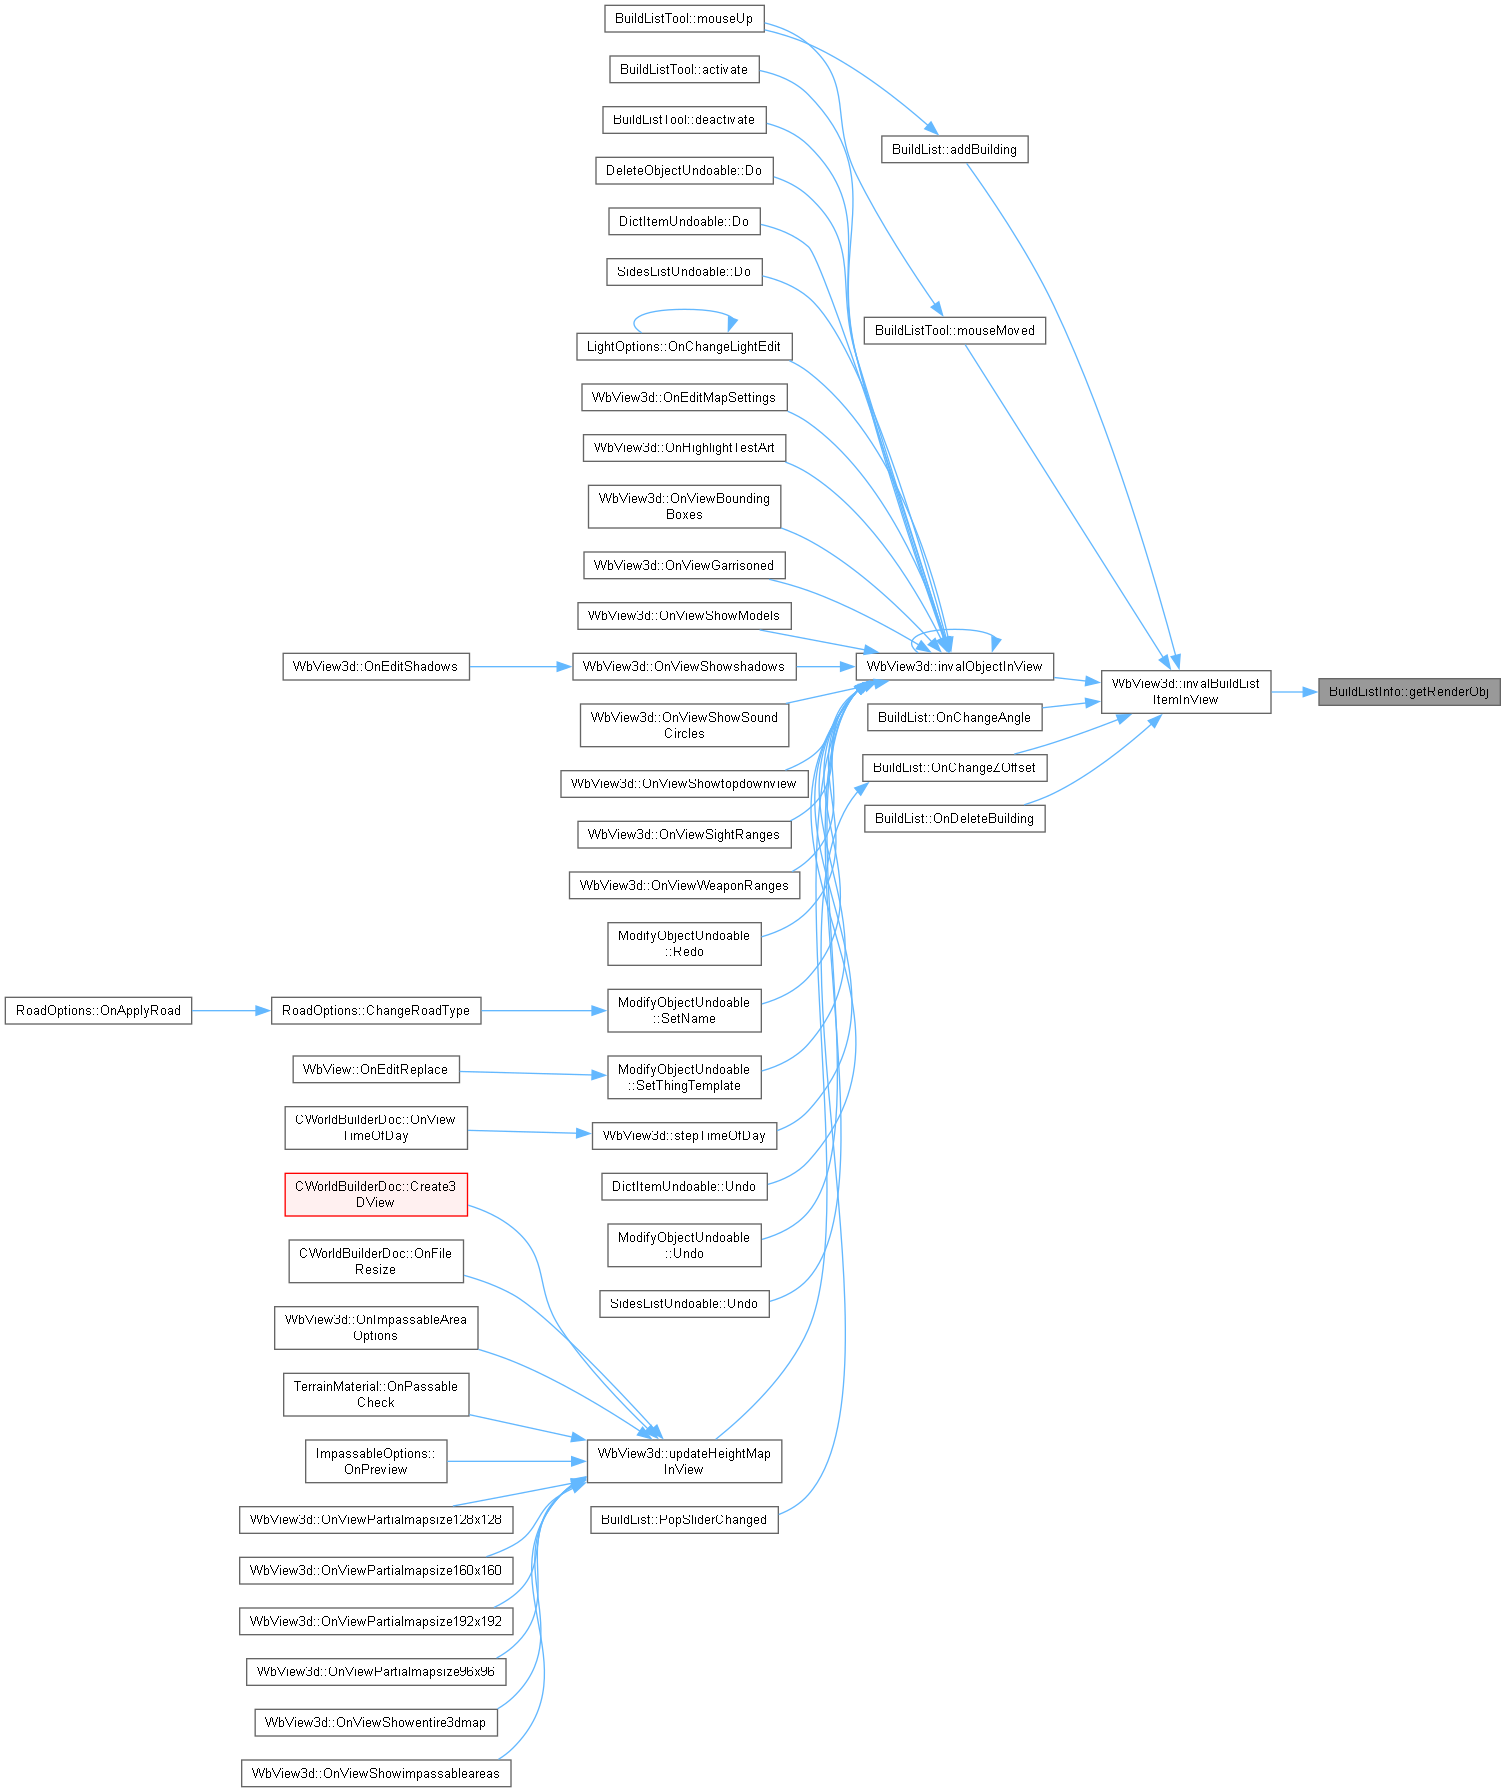 BuildListTool::mouseUp
BuildListTool::activate
BuildListTool::deactivate
BuildList::addBuilding
DeleteObjectUndoable::Do
DictItemUndoable::Do
SidesListUndoable::Do
BuildListTool::mouseMoved
LightOptions::OnChangeLightEdit
WbView3d::OnEditMapSettings
WbView3d::OnHighlightTestArt
WbView3d::OnViewBounding
Boxes
WbView3d::OnViewGarrisoned
WbView3d::OnViewShowModels
WbView3d::OnEditShadows
WbView3d::OnViewShowshadows
WbView3d::invalObjectInView
WbView3d::invalBuildList
ItemInView
BuildListInfo::getRenderObj
WbView3d::OnViewShowSound
Circles
BuildList::OnChangeAngle
BuildList::OnChangeZOffset
WbView3d::OnViewShowtopdownview
BuildList::OnDeleteBuilding
WbView3d::OnViewSightRanges
WbView3d::OnViewWeaponRanges
ModifyObjectUndoable
::Redo
RoadOptions::OnApplyRoad
RoadOptions::ChangeRoadType
ModifyObjectUndoable
::SetName
WbView::OnEditReplace
ModifyObjectUndoable
::SetThingTemplate
CWorldBuilderDoc::OnView
TimeOfDay
WbView3d::stepTimeOfDay
CWorldBuilderDoc::Create3
DView
DictItemUndoable::Undo
CWorldBuilderDoc::OnFile
Resize
ModifyObjectUndoable
::Undo
WbView3d::OnImpassableArea
Options
SidesListUndoable::Undo
TerrainMaterial::OnPassable
Check
ImpassableOptions::
OnPreview
WbView3d::updateHeightMap
InView
WbView3d::OnViewPartialmapsize128x128
BuildList::PopSliderChanged
WbView3d::OnViewPartialmapsize160x160
WbView3d::OnViewPartialmapsize192x192
WbView3d::OnViewPartialmapsize96x96
WbView3d::OnViewShowentire3dmap
WbView3d::OnViewShowimpassableareas